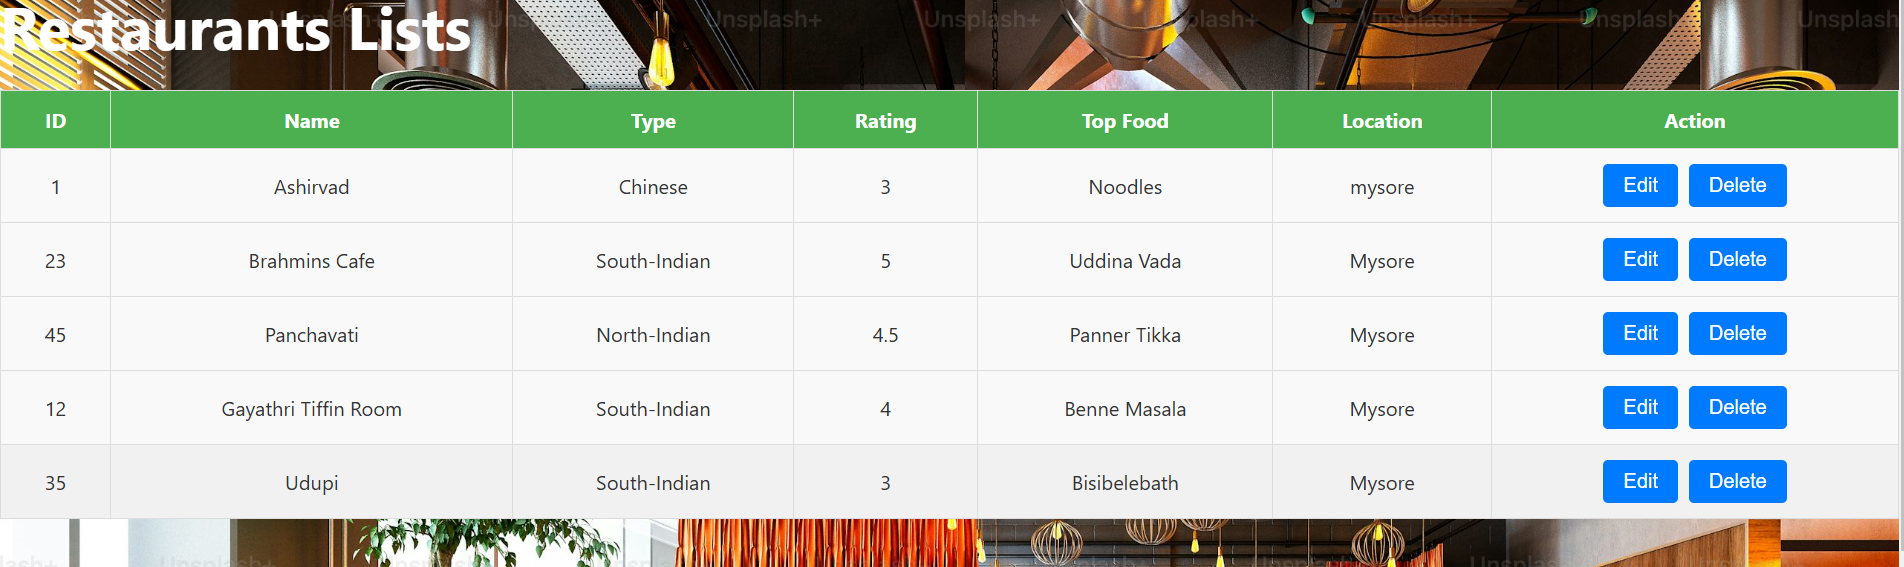 Unsplash+ Unsplash+ Unsplash+ Unsplash+ Unsplash+ Unsplash+ Unsplash
Restaurants Lists
ID Name Type Rating Top Food Location Action
1 Ashirvad Chinese 3 Noodles mysore Edit Delete
23 Brahmins Cafe South-Indian 5 Uddina Vada Mysore Edit Delete
45 Panchavati North-Indian 4.5 Panner Tikka Mysore Edit Delete
12 Gayathri Tiffin Room South-Indian 4 Benne Masala Mysore Edit Delete
35 Udupi South-Indian 3 Bisibelebath Mysore Edit Delete